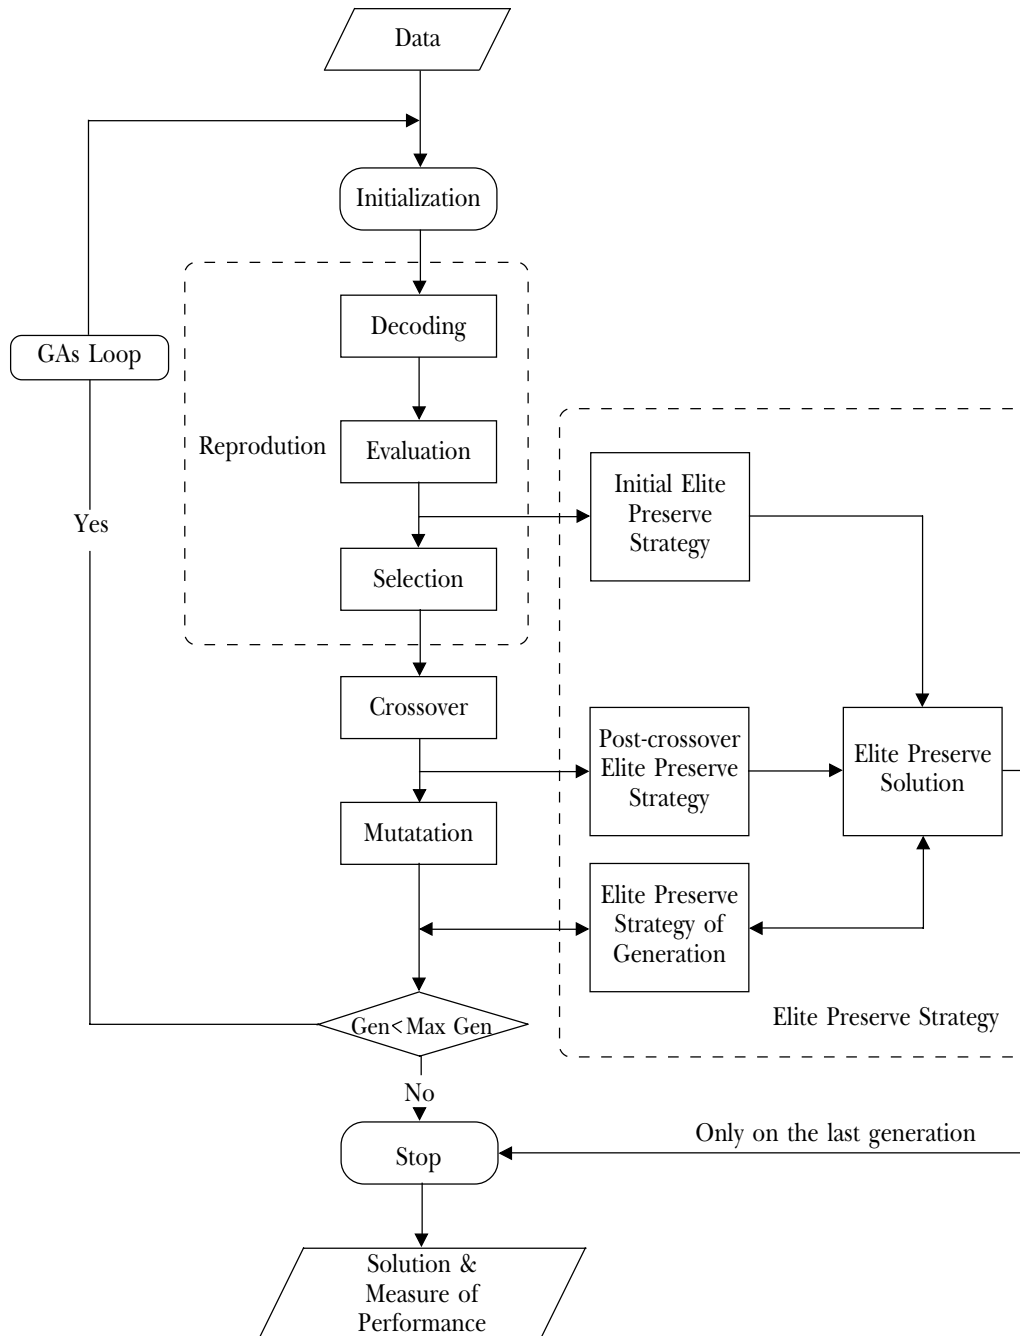 Data
Initialization
Decoding
GAs Loop
Reprodution
Evaluation
Initial Elite
Preserve
Strategy
Yes
Selection
Crossover
Post-crossover
Elite Preserve
Strategy
Elite Preserve
Solution
Mutatation
Elite Preserve
Strategy of
Generation
Gen<Max Gen
Elite Preserve Strategy
No
Only on the last generation
Stop
Solution &
Measure of
Performance